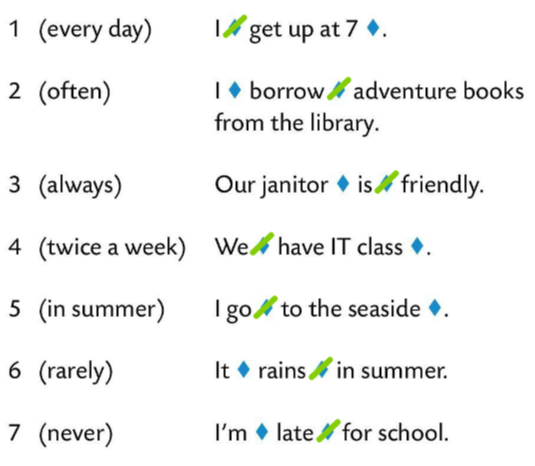 1 (every day) I get up at 7 ♦.
2 (often) I ♦ borrow adventure books
from the library.
3 (always) Our janitor ♦ is friendly.
4 (twice a week) We have IT class ♦.
5 (in summer) I go to the seaside ♦.
6 (rarely) It ♦ rains in summer.
7 (never) I'm ♦ late for school.